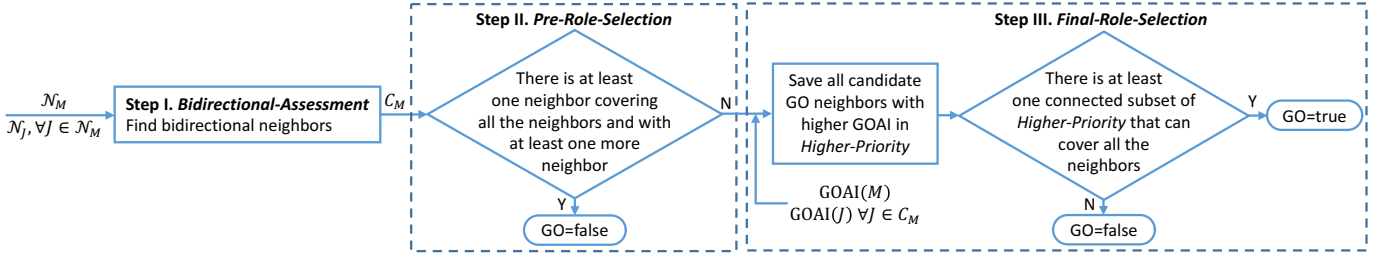 𝒩_M
𝒩_J, ∀J ∈ 𝒩_M
Step I. Bidirectional-Assessment
Find bidirectional neighbors
C_M
Step II. Pre-Role-Selection
There is at least
one neighbor covering
all the neighbors and with
at least one more
neighbor
N
Y
GO=false
Step III. Final-Role-Selection
Save all candidate
GO neighbors with
higher GOAI in
Higher-Priority
GOAI(M)
GOAI(J) ∀J ∈ C_M
There is at least
one connected subset of
Higher-Priority that can
cover all the
neighbors
Y
GO=true
N
GO=false